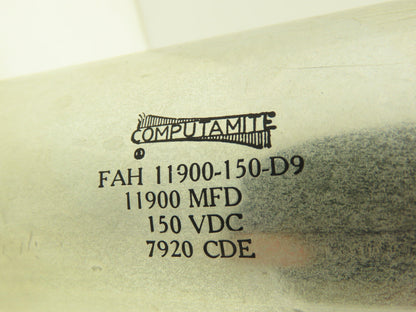 COMPUTAMITE
FAH 11900-150-D9
11900 MFD
150 VDC
7920 CDE